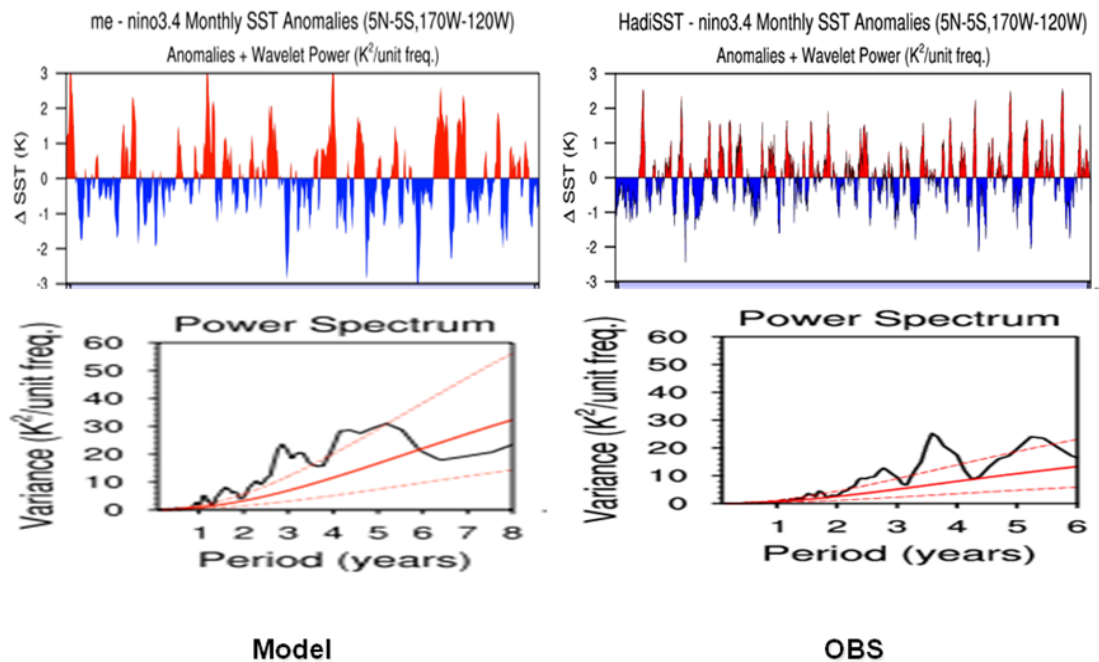 me - nino3.4 Monthly SST Anomalies (5N-5S,170W-120W)
Anomalies + Wavelet Power (K²/unit freq.)
Δ SST (K)
3
2
1
0
-1
-2
-3
HadiSST - nino3.4 Monthly SST Anomalies (5N-5S,170W-120W)
Anomalies + Wavelet Power (K²/unit freq.)
Δ SST (K)
3
2
1
0
-1
-2
-3
Power Spectrum
Variance (K²/unit freq.)
60
50
40
30
20
10
0
1 2 3 4 5 6 7 8
Period (years)
Power Spectrum
Variance (K²/unit freq.)
60
50
40
30
20
10
0
1 2 3 4 5 6
Period (years)
Model
OBS